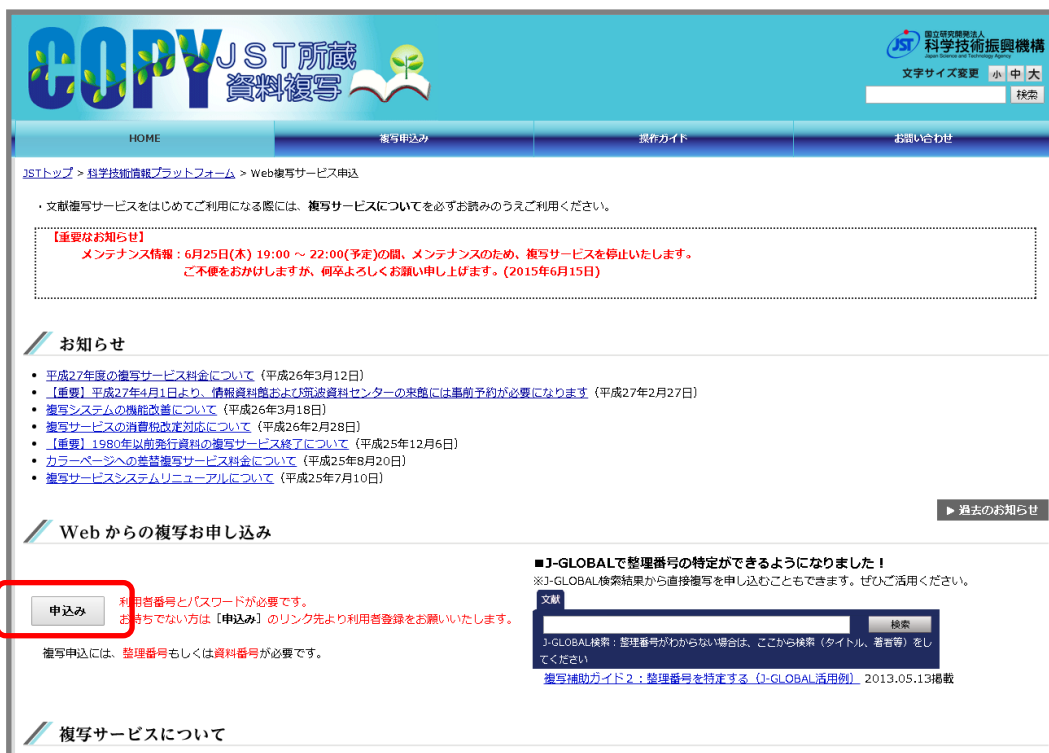 COPY JST所蔵
資料複写
JST 国立研究開発法人
科学技術振興機構
Japan Science and Technology Agency
文字サイズ変更 小 中 大
検索
HOME 複写申込み 操作ガイド お問い合わせ
JSTトップ > 科学技術情報プラットフォーム > Web複写サービス申込
・文献複写サービスをはじめてご利用になる際には、複写サービスについてを必ずお読みのうえご利用ください。
【重要なお知らせ】
メンテナンス情報：6月25日(木) 19:00 ～ 22:00(予定)の間、メンテナンスのため、複写サービスを停止いたします。
ご不便をおかけしますが、何卒よろしくお願い申し上げます。(2015年6月15日)
お知らせ
• 平成27年度の複写サービス料金について（平成26年3月12日）
• 【重要】平成27年4月1日より、情報資料館および筑波資料センターの来館には事前予約が必要になります（平成27年2月27日）
• 複写システムの機能改善について（平成26年3月18日）
• 複写サービスの消費税改定対応について（平成26年2月28日）
• 【重要】1980年以前発行資料の複写サービス終了について（平成25年12月6日）
• カラーページへの差替複写サービス料金について（平成25年8月20日）
• 複写サービスシステムリニューアルについて（平成25年7月10日）
▶ 過去のお知らせ
Web からの複写お申し込み
申込み
利用者番号とパスワードが必要です。
お持ちでない方は［申込み］のリンク先より利用者登録をお願いいたします。
複写申込には、整理番号もしくは資料番号が必要です。
■J-GLOBALで整理番号の特定ができるようになりました！
※J-GLOBAL検索結果から直接複写を申し込むこともできます。ぜひご活用ください。
文献
検索
J-GLOBAL検索：整理番号がわからない場合は、ここから検索（タイトル、著者等）をし
てください
複写補助ガイド２：整理番号を特定する（J-GLOBAL活用例） 2013.05.13掲載
複写サービスについて